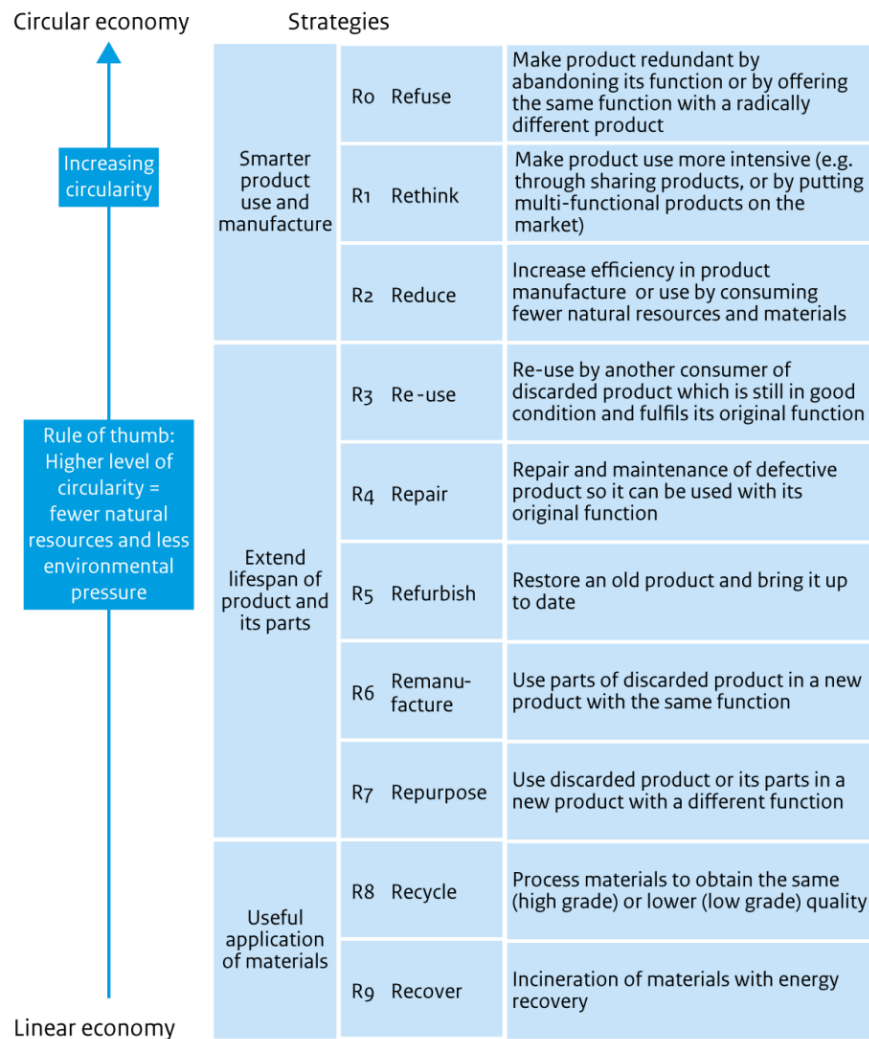 Circular economy
Strategies
Increasing
circularity
Rule of thumb:
Higher level of
circularity =
fewer natural
resources and less
environmental
pressure
Linear economy
Smarter
product
use and
manufacture
R0 Refuse
Make product redundant by
abandoning its function or by offering
the same function with a radically
different product
R1 Rethink
Make product use more intensive (e.g.
through sharing products, or by putting
multi-functional products on the
market)
R2 Reduce
Increase efficiency in product
manufacture or use by consuming
fewer natural resources and materials
Extend
lifespan of
product and
its parts
R3 Re-use
Re-use by another consumer of
discarded product which is still in good
condition and fulfils its original function
R4 Repair
Repair and maintenance of defective
product so it can be used with its
original function
R5 Refurbish
Restore an old product and bring it up
to date
R6 Remanu-
facture
Use parts of discarded product in a new
product with the same function
R7 Repurpose
Use discarded product or its parts in a
new product with a different function
Useful
application
of materials
R8 Recycle
Process materials to obtain the same
(high grade) or lower (low grade) quality
R9 Recover
Incineration of materials with energy
recovery